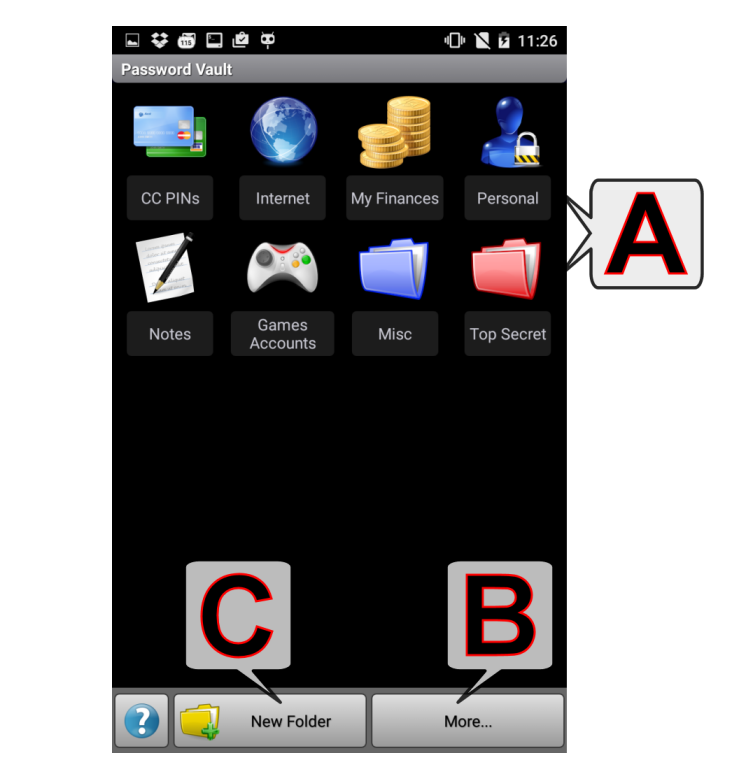 115
11:26
Password Vault
CC PINs
Internet
My Finances
Personal
A
Notes
Games
Accounts
Misc
Top Secret
C
B
?
New Folder
More...